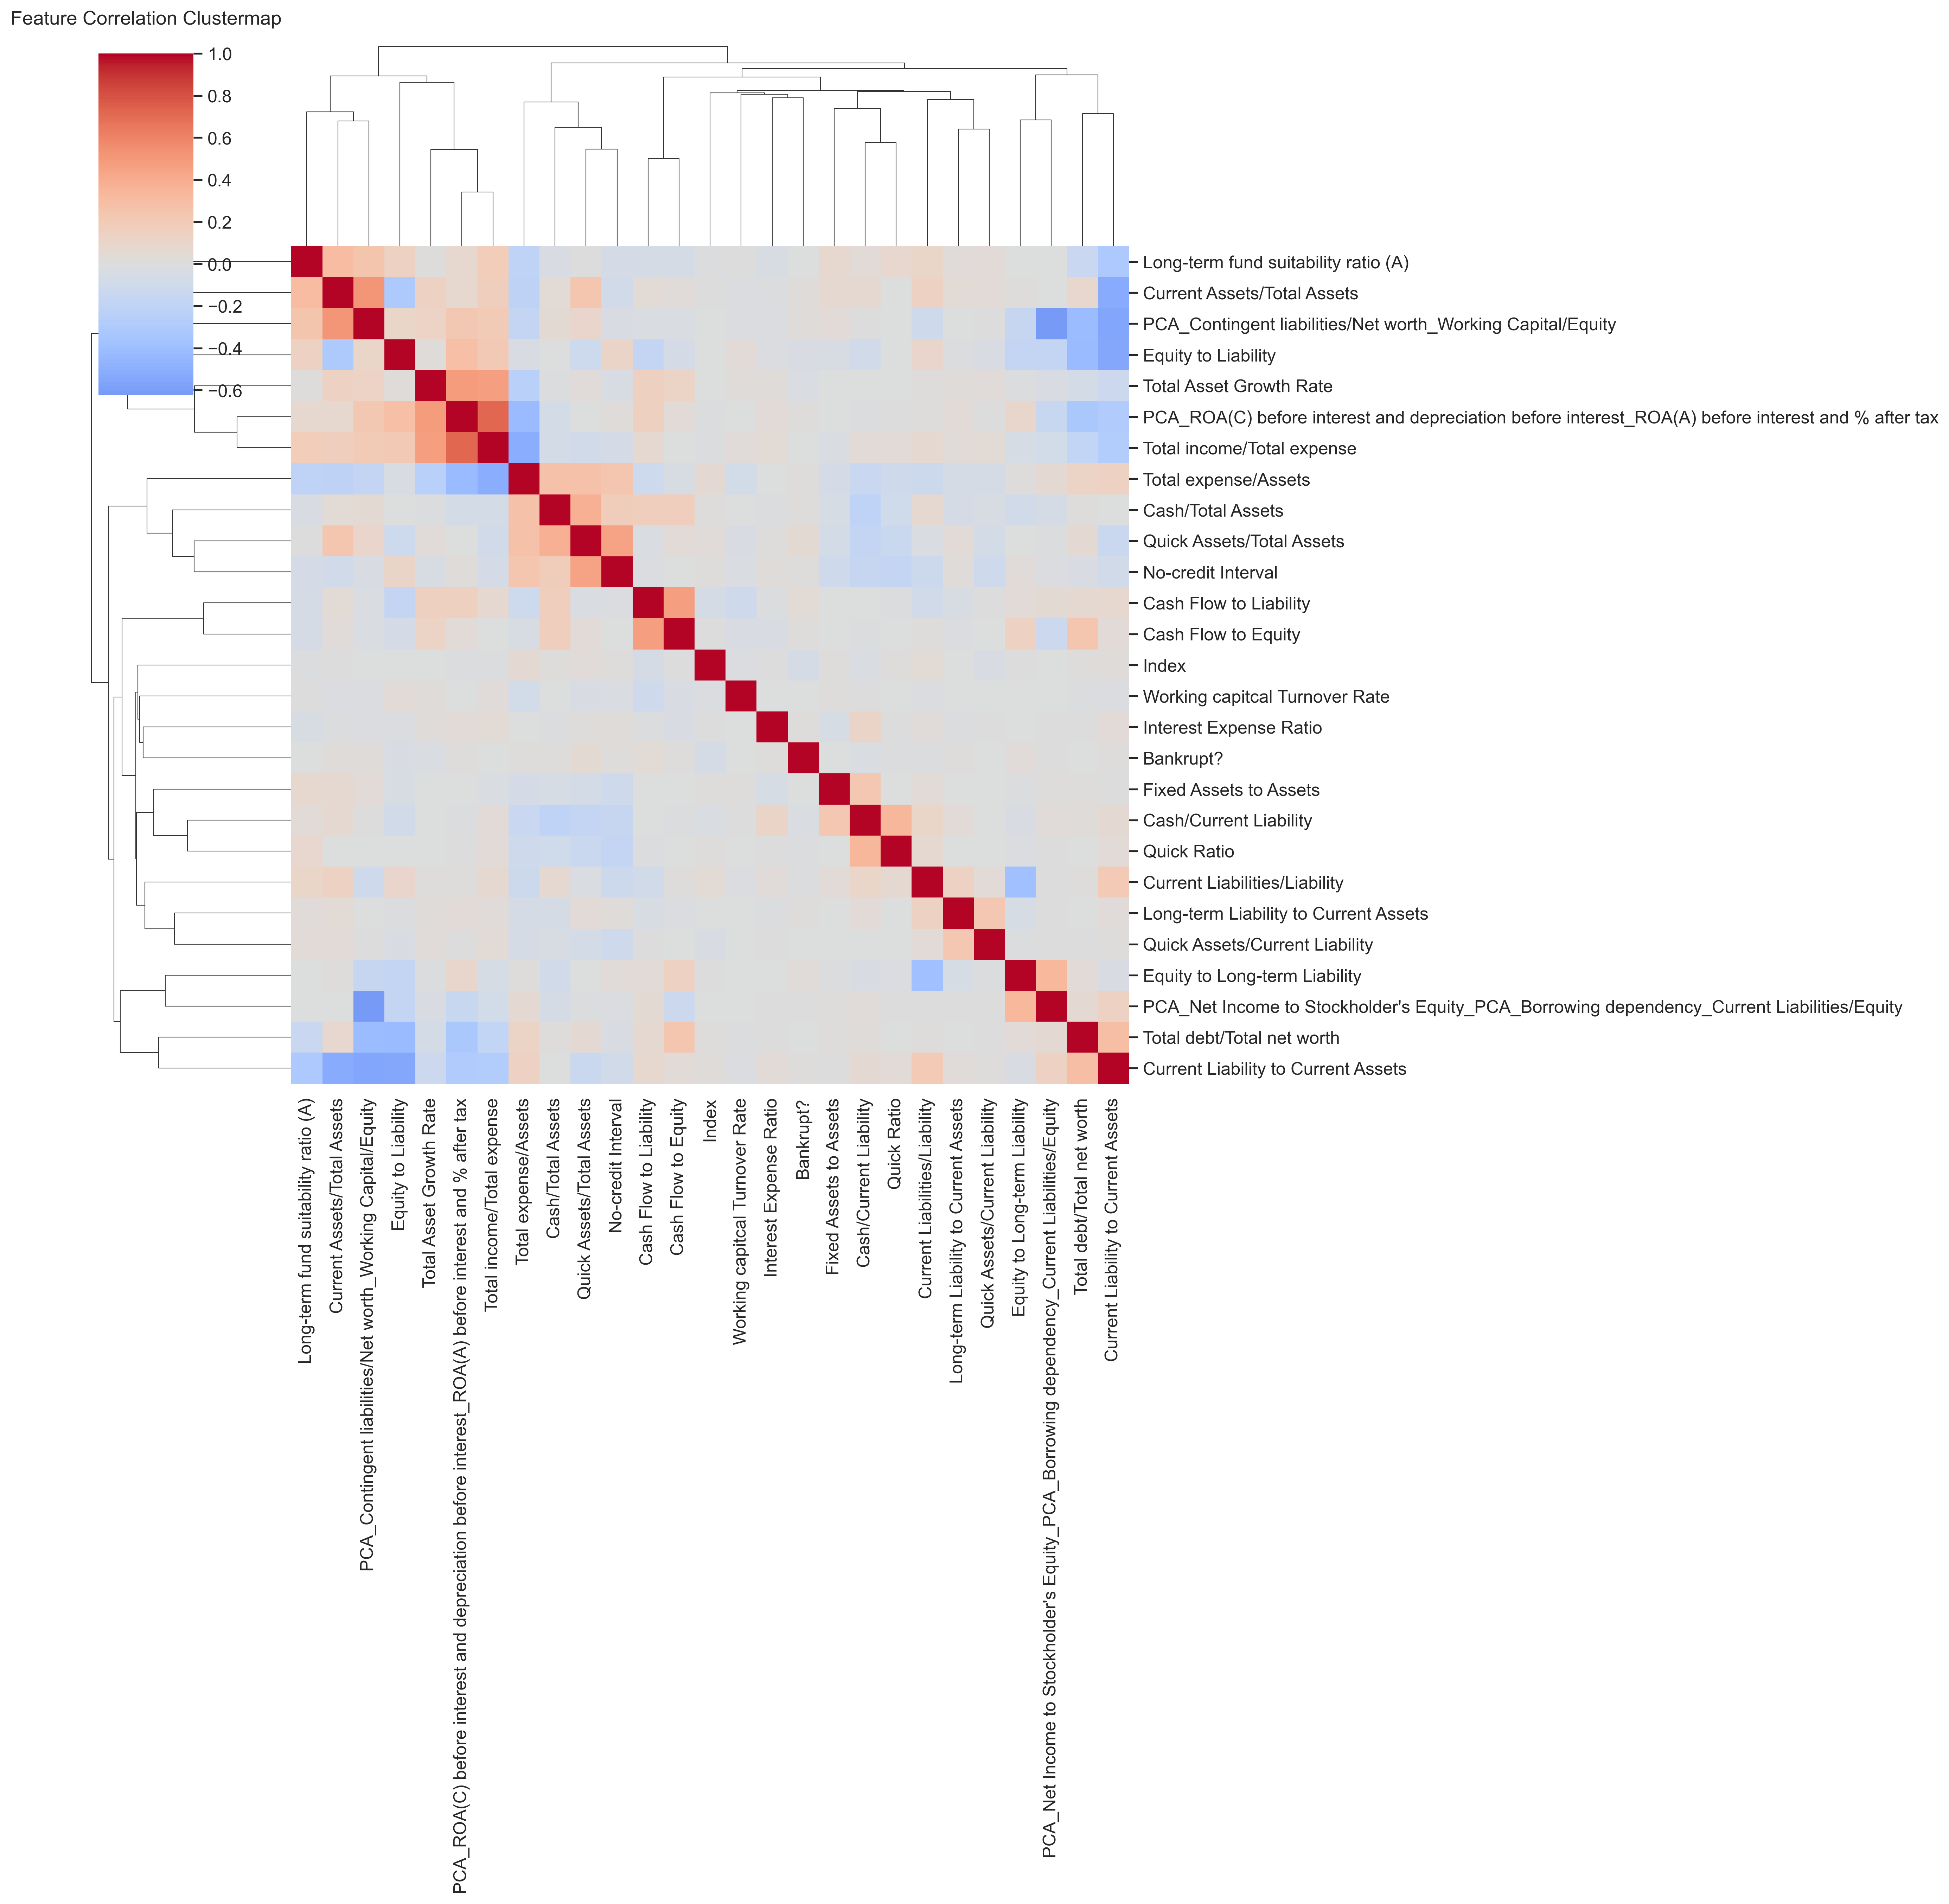 Feature Correlation Clustermap
1.0
0.8
0.6
0.4
0.2
0.0
−0.2
−0.4
−0.6
Long-term fund suitability ratio (A)
Current Assets/Total Assets
PCA_Contingent liabilities/Net worth_Working Capital/Equity
Equity to Liability
Total Asset Growth Rate
PCA_ROA(C) before interest and depreciation before interest_ROA(A) before interest and % after tax
Total income/Total expense
Total expense/Assets
Cash/Total Assets
Quick Assets/Total Assets
No-credit Interval
Cash Flow to Liability
Cash Flow to Equity
Index
Working capitcal Turnover Rate
Interest Expense Ratio
Bankrupt?
Fixed Assets to Assets
Cash/Current Liability
Quick Ratio
Current Liabilities/Liability
Long-term Liability to Current Assets
Quick Assets/Current Liability
Equity to Long-term Liability
PCA_Net Income to Stockholder's Equity_PCA_Borrowing dependency_Current Liabilities/Equity
Total debt/Total net worth
Current Liability to Current Assets
Long-term fund suitability ratio (A)
Current Assets/Total Assets
PCA_Contingent liabilities/Net worth_Working Capital/Equity
Equity to Liability
Total Asset Growth Rate
PCA_ROA(C) before interest and depreciation before interest_ROA(A) before interest and % after tax
Total income/Total expense
Total expense/Assets
Cash/Total Assets
Quick Assets/Total Assets
No-credit Interval
Cash Flow to Liability
Cash Flow to Equity
Index
Working capitcal Turnover Rate
Interest Expense Ratio
Bankrupt?
Fixed Assets to Assets
Cash/Current Liability
Quick Ratio
Current Liabilities/Liability
Long-term Liability to Current Assets
Quick Assets/Current Liability
Equity to Long-term Liability
PCA_Net Income to Stockholder's Equity_PCA_Borrowing dependency_Current Liabilities/Equity
Total debt/Total net worth
Current Liability to Current Assets